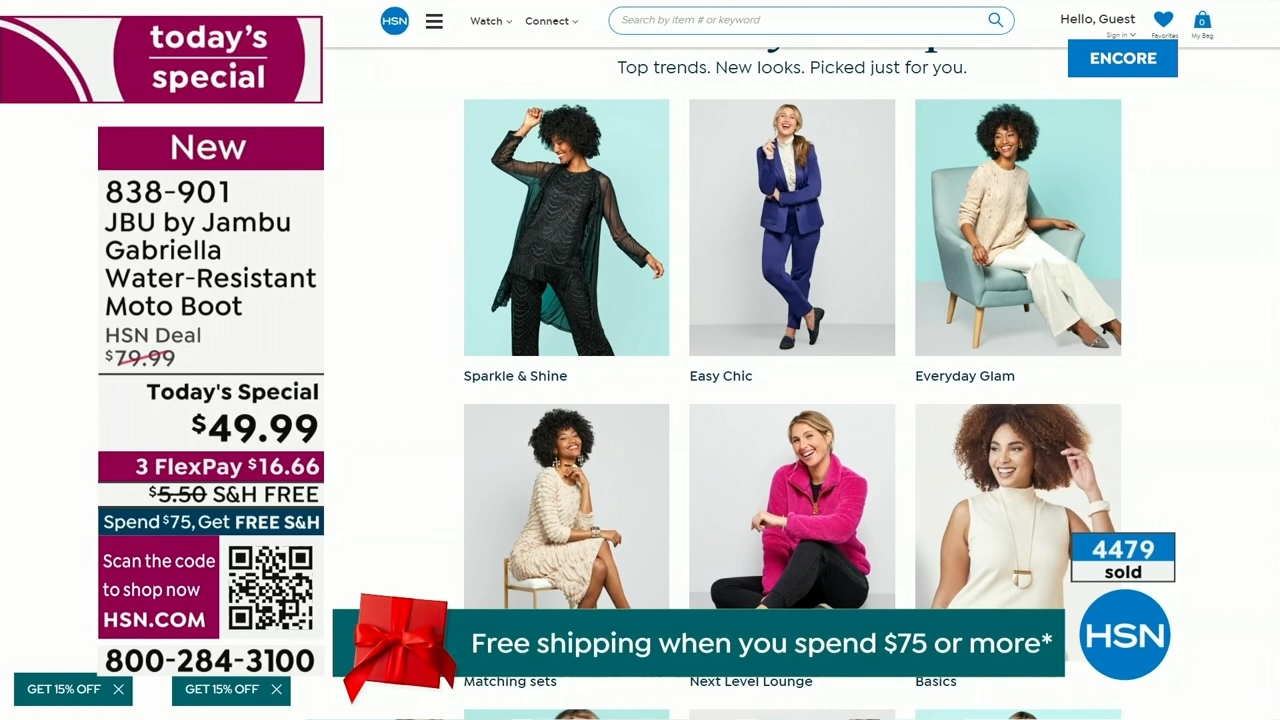 today's
special
New
838-901
JBU by Jambu
Gabriella
Water-Resistant
Moto Boot
HSN Deal
$79.99
Today's Special
$49.99
3 FlexPay $16.66
$5.50 S&H FREE
Spend $75, Get FREE S&H
Scan the code
to shop now
HSN.COM
800-284-3100
GET 15% OFF
GET 15% OFF
HSN
Watch
Connect
Search by item # or keyword
Hello, Guest
Sign In
Favorites
0
My Bag
ENCORE
Top trends. New looks. Picked just for you.
Sparkle & Shine
Easy Chic
Everyday Glam
4479
sold
Free shipping when you spend $75 or more*
HSN
Matching sets
Next Level Lounge
Basics